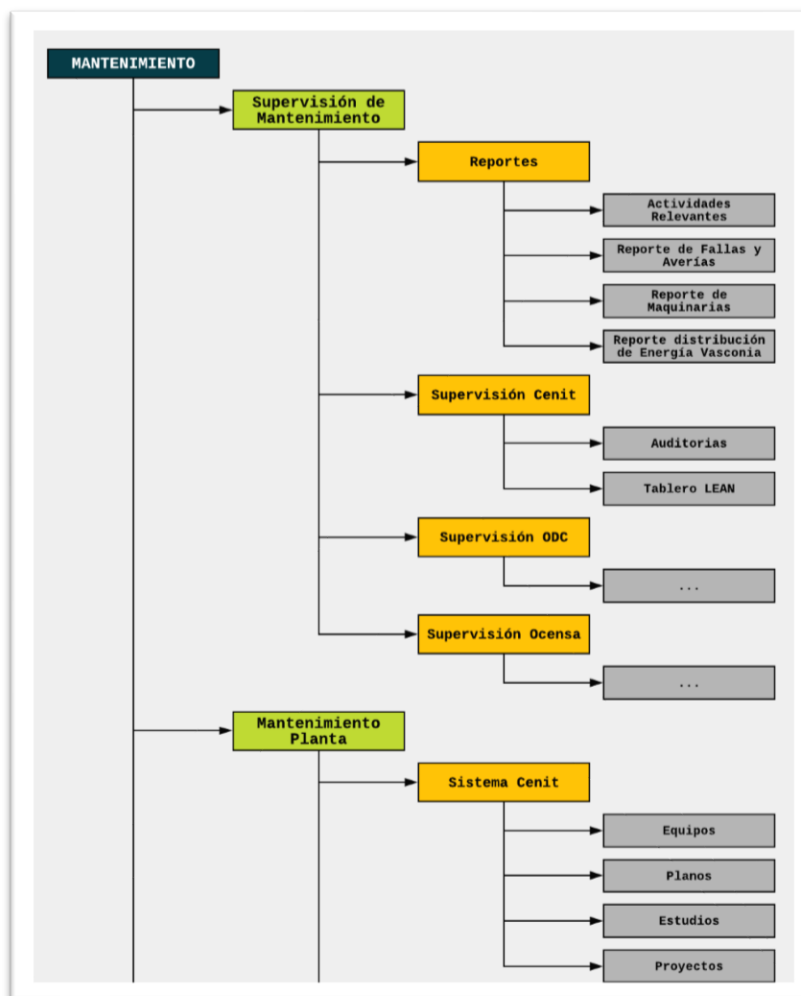 MANTENIMIENTO
Supervisión de
Mantenimiento
Reportes
Actividades
Relevantes
Reporte de Fallas y
Averías
Reporte de
Maquinarias
Reporte distribución
de Energía Vasconia
Supervisión Cenit
Auditorias
Tablero LEAN
Supervisión ODC
...
Supervisión Ocensa
...
Mantenimiento
Planta
Sistema Cenit
Equipos
Planos
Estudios
Proyectos